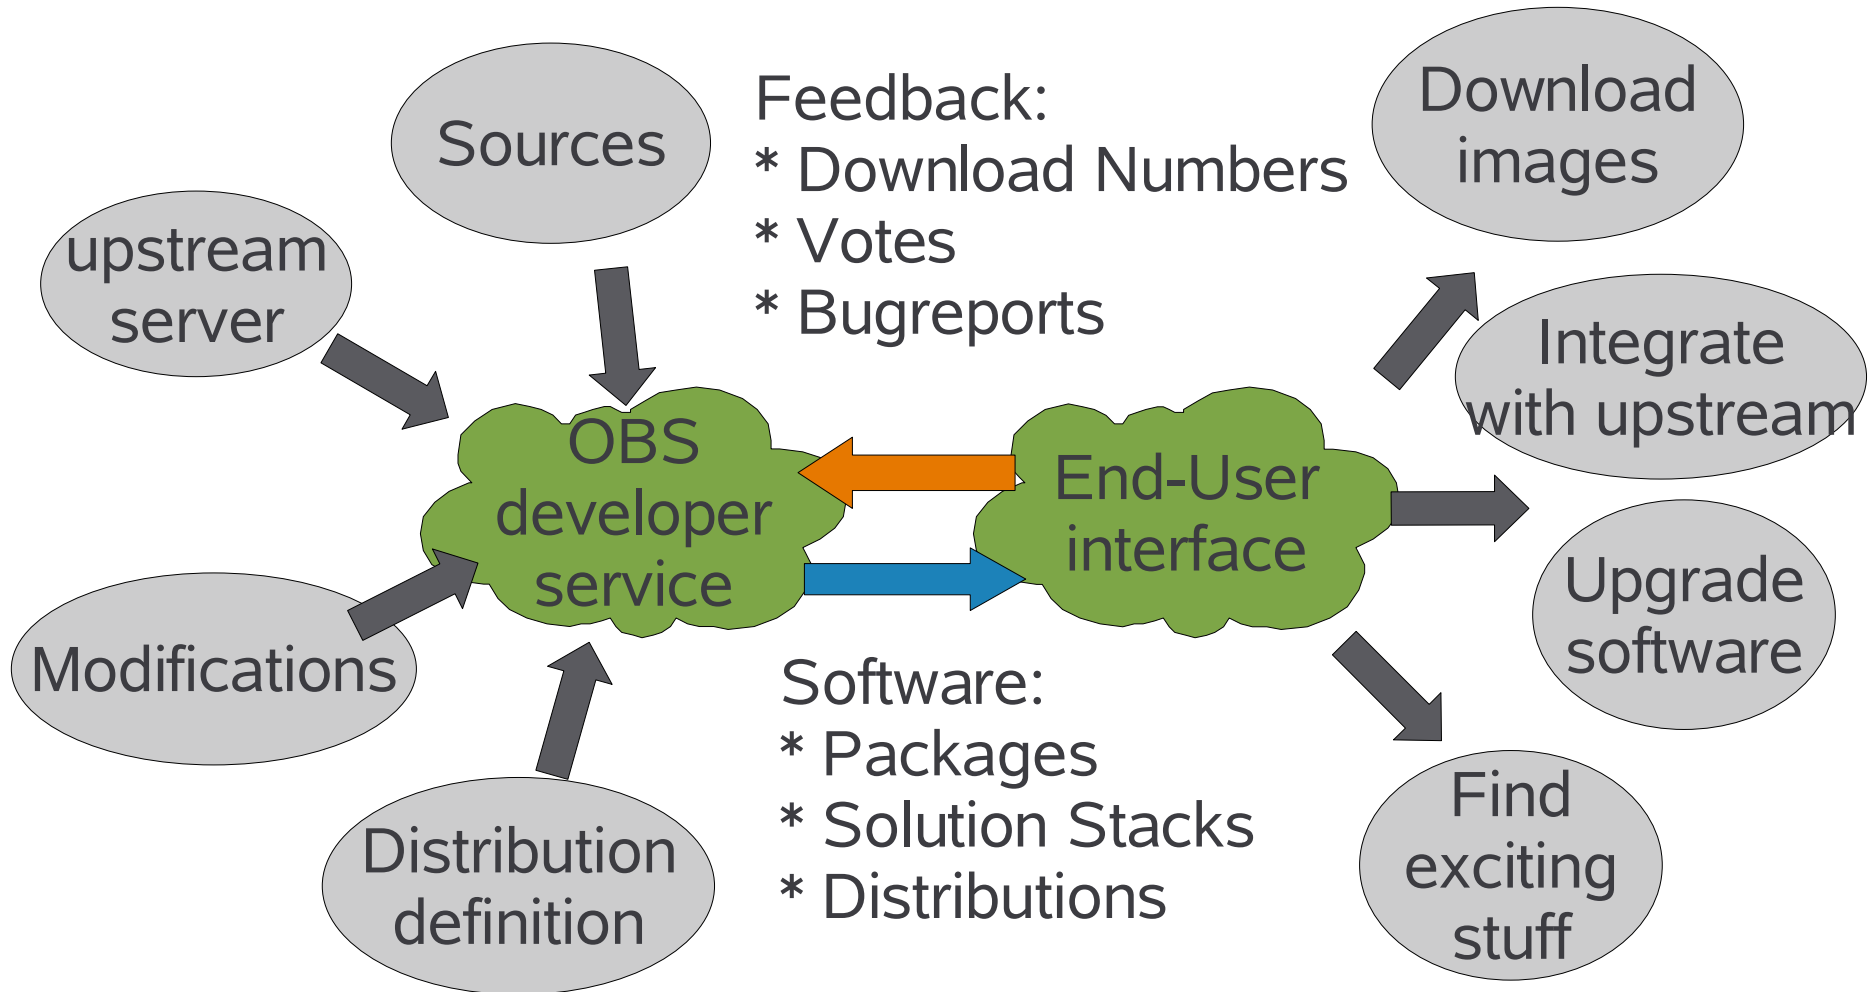 Sources
upstream
server
Feedback:
* Download Numbers
* Votes
* Bugreports
Download
images
Integrate
with upstream
OBS
developer
service
End-User
interface
Upgrade
software
Modifications
Software:
* Packages
* Solution Stacks
* Distributions
Distribution
definition
Find
exciting
stuff